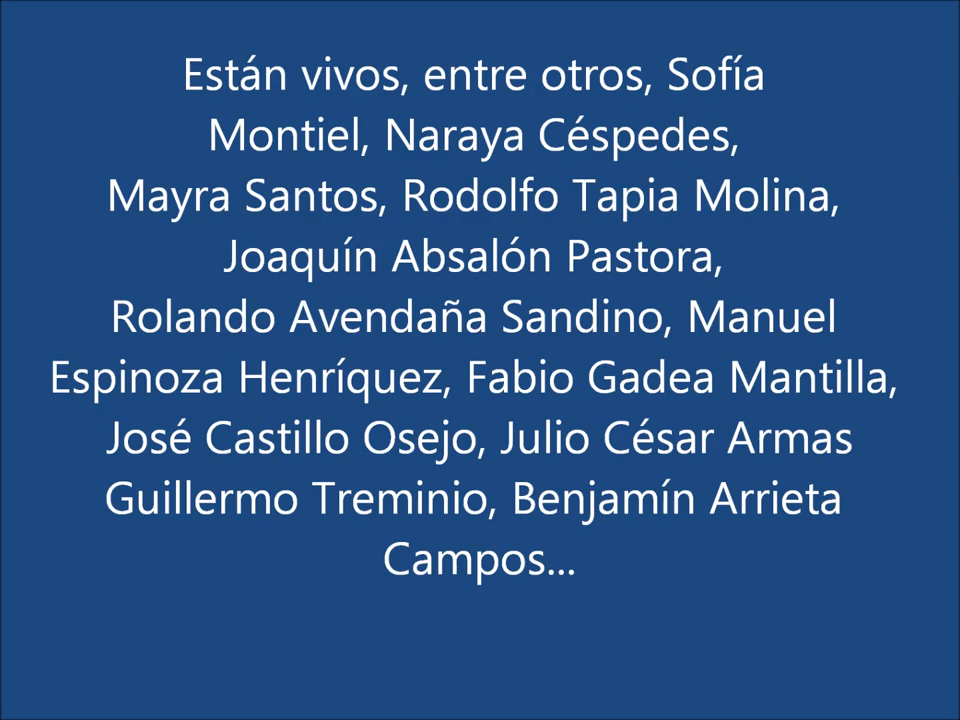 Están vivos, entre otros, Sofía
Montiel, Naraya Céspedes,
Mayra Santos, Rodolfo Tapia Molina,
Joaquín Absalón Pastora,
Rolando Avendaña Sandino, Manuel
Espinoza Henríquez, Fabio Gadea Mantilla,
José Castillo Osejo, Julio César Armas
Guillermo Treminio, Benjamín Arrieta
Campos...